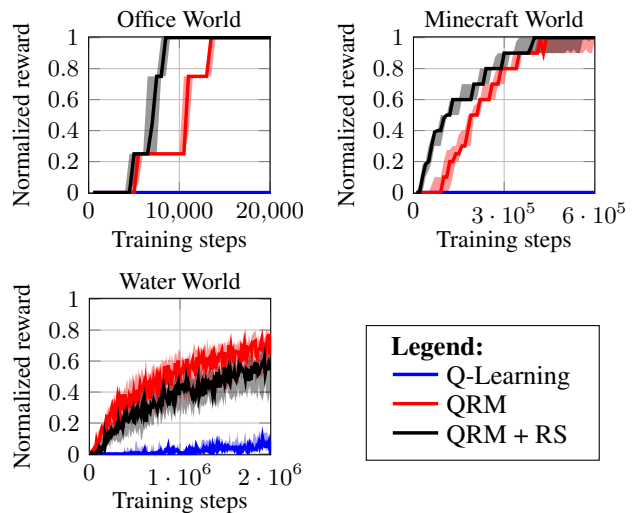 Office World
Normalized reward
1
0.8
0.6
0.4
0.2
0
0
10,000
20,000
Training steps
Minecraft World
Normalized reward
1
0.8
0.6
0.4
0.2
0
0
3 · 10^5
6 · 10^5
Training steps
Water World
Normalized reward
1
0.8
0.6
0.4
0.2
0
0
1 · 10^6
2 · 10^6
Training steps
Legend:
Q-Learning
QRM
QRM + RS